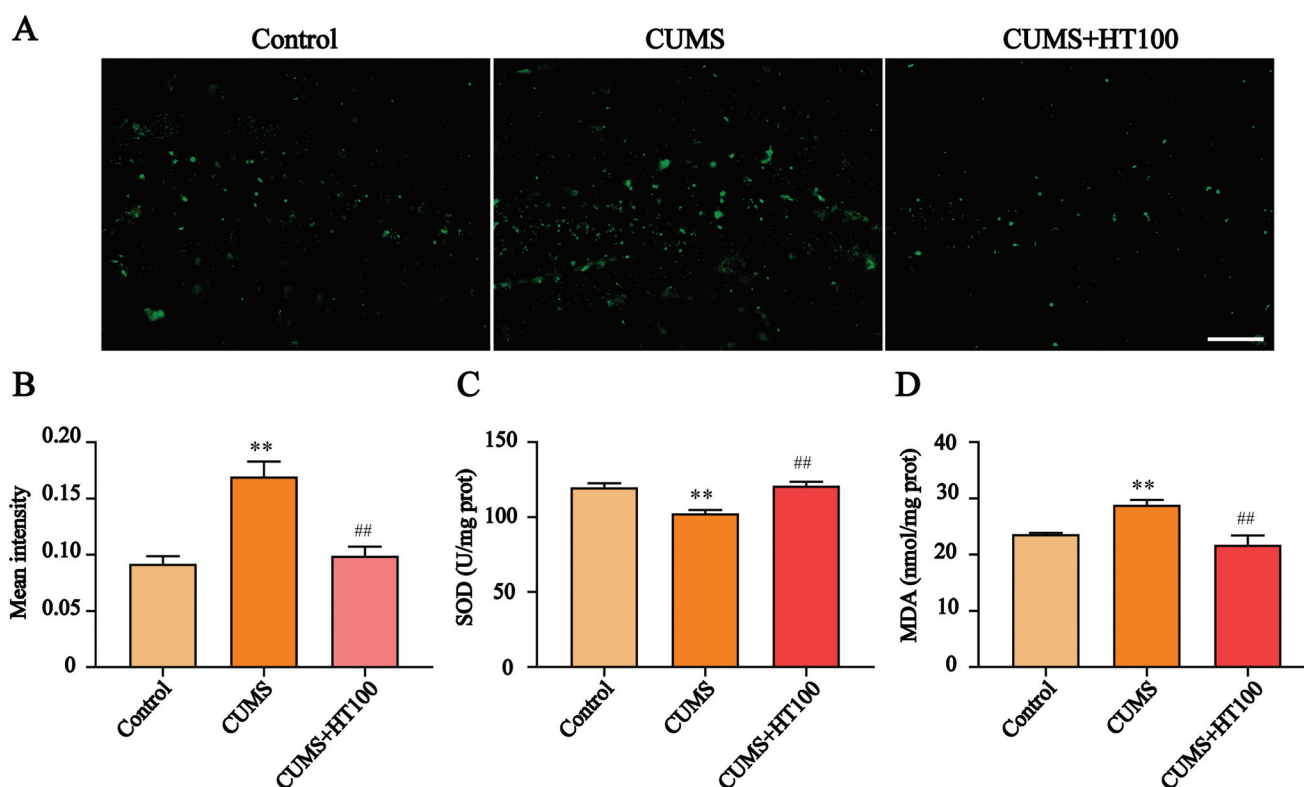 A
Control
CUMS
CUMS+HT100
B
Mean intensity
0.20
0.15
0.10
0.05
0
**
##
Control
CUMS
CUMS+HT100
C
SOD (U/mg prot)
150
100
50
0
**
##
Control
CUMS
CUMS+HT100
D
MDA (nmol/mg prot)
40
30
20
10
0
**
##
Control
CUMS
CUMS+HT100